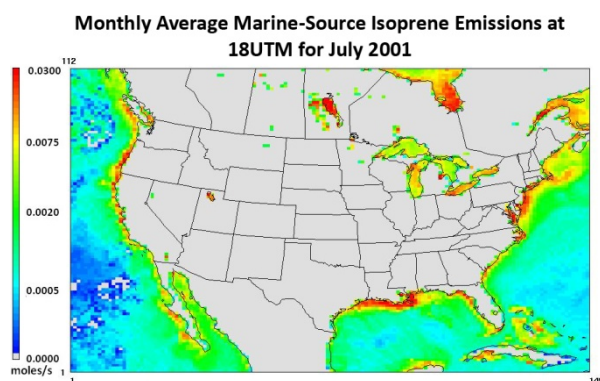 Monthly Average Marine-Source Isoprene Emissions at
18UTM for July 2001
0.0300
112
0.0075
0.0020
0.0005
0.0000
1
moles/s
1